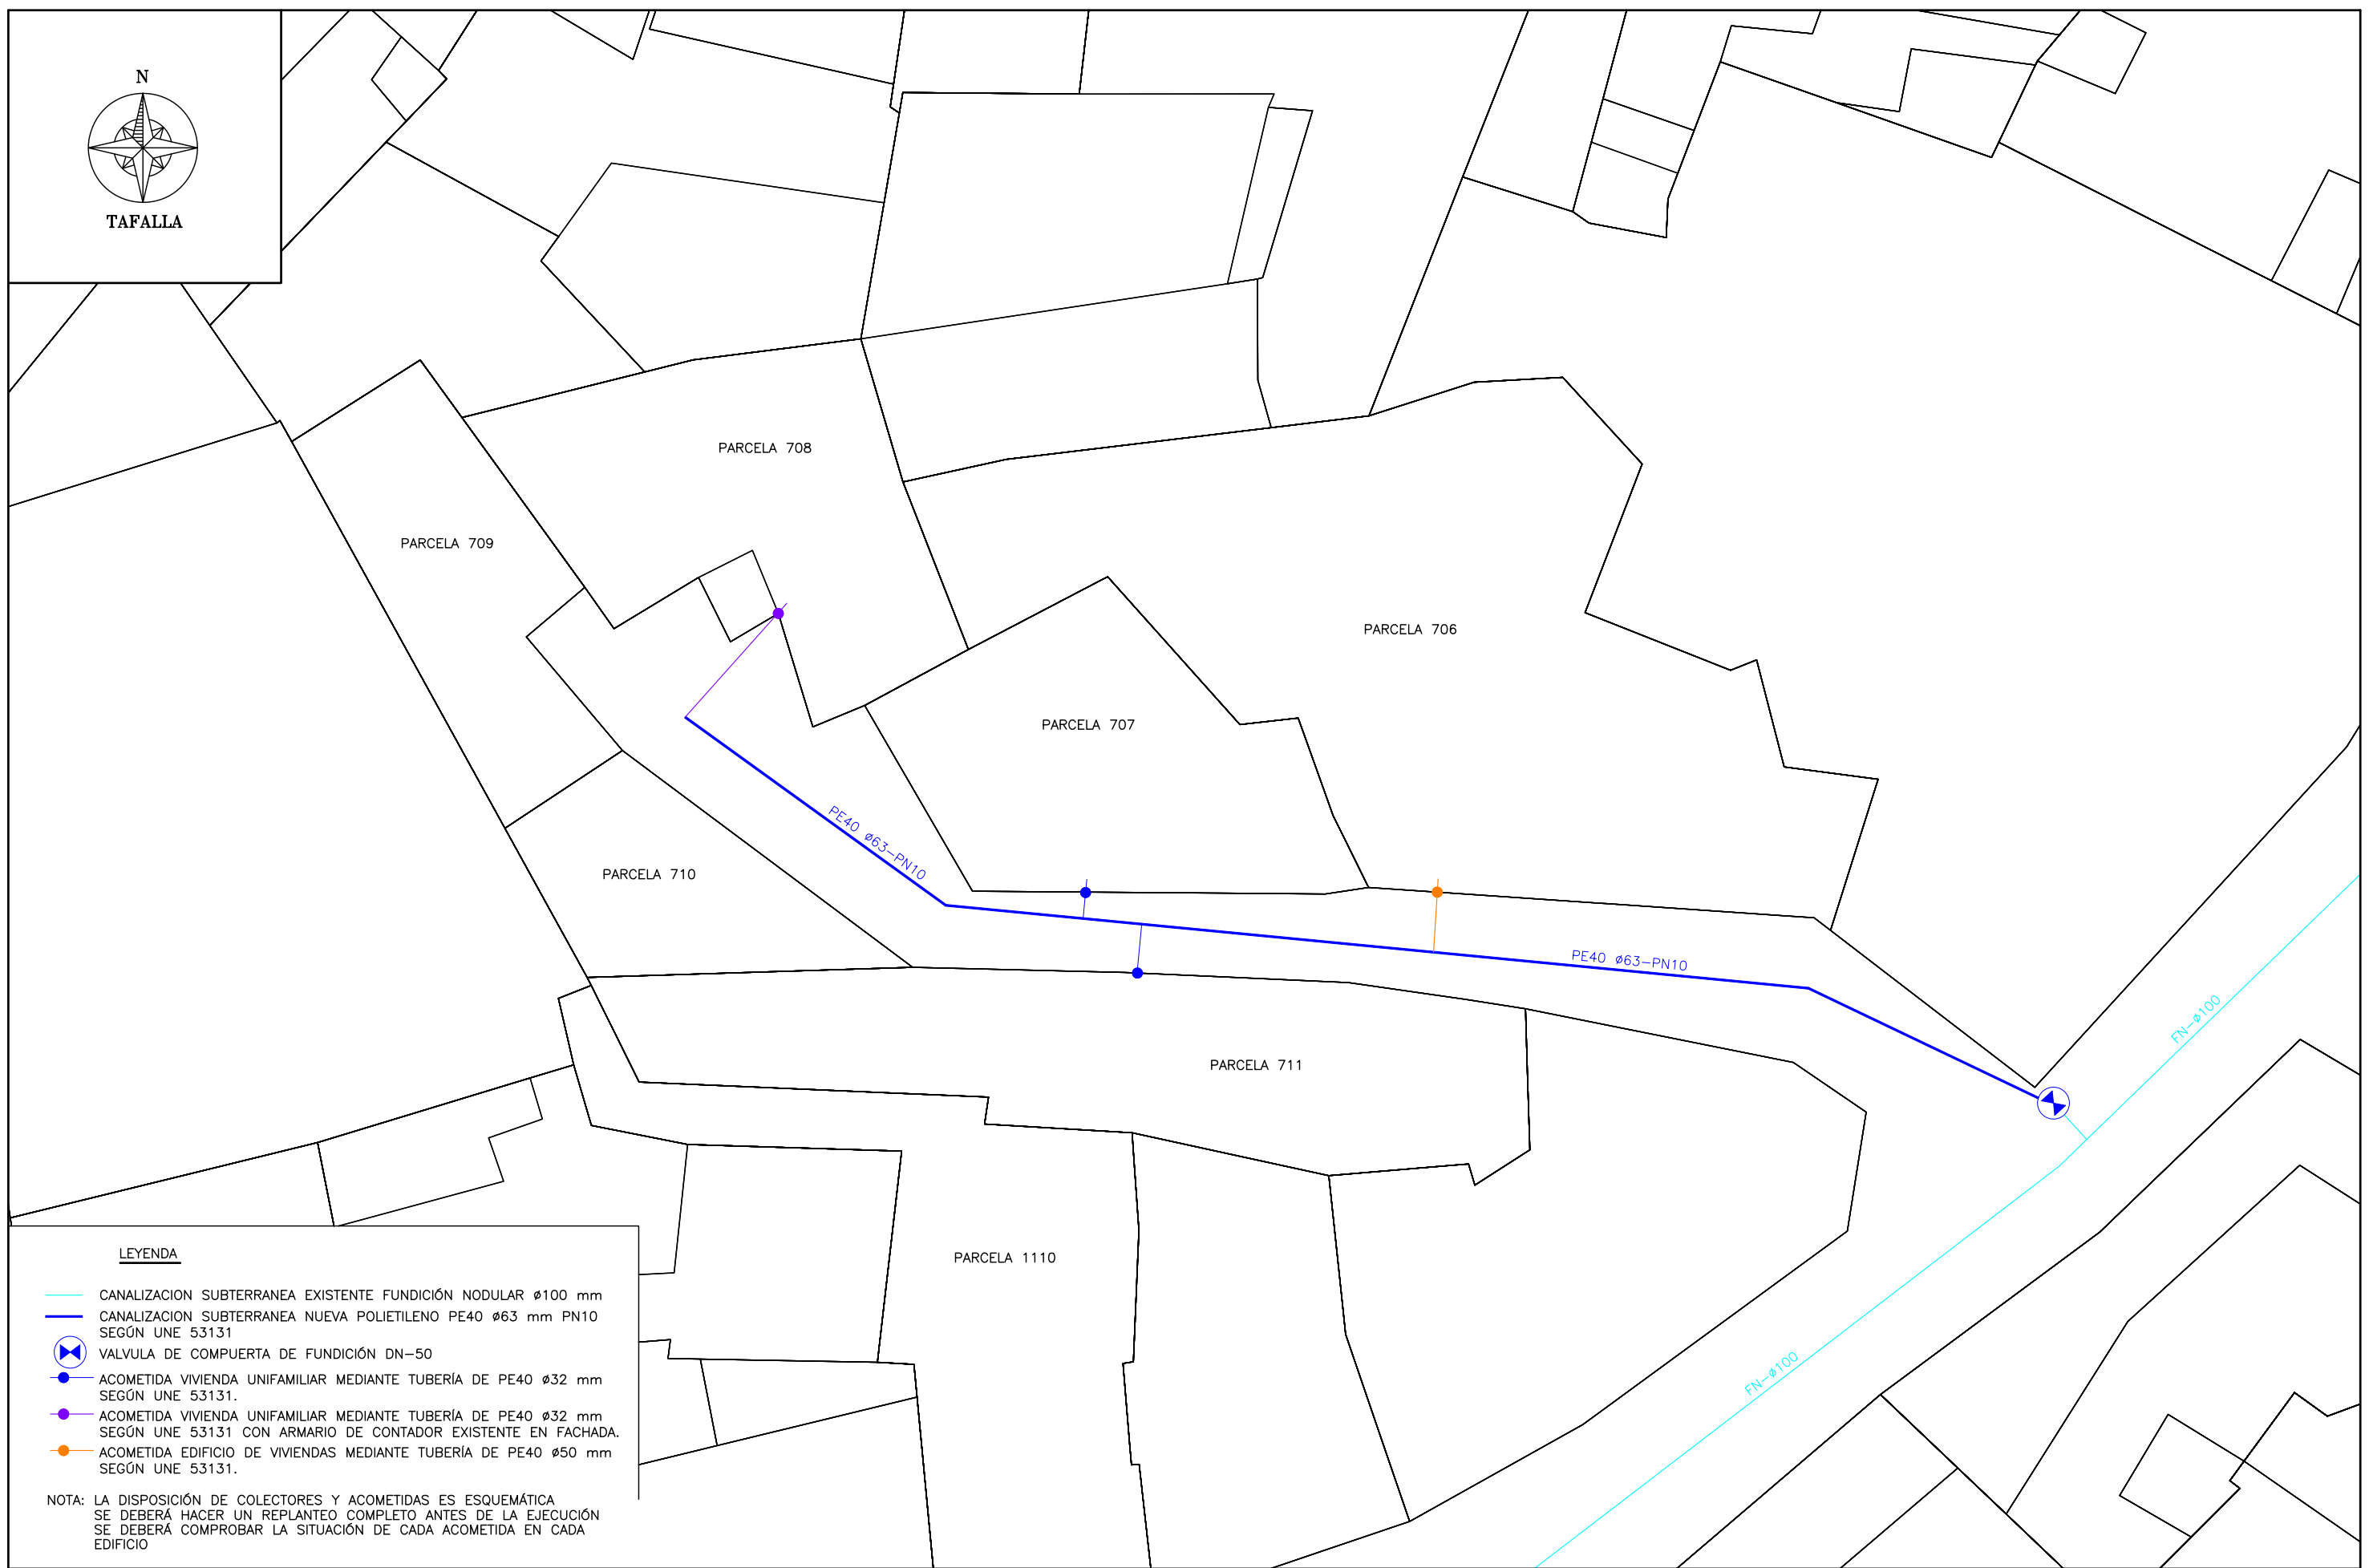 N
TAFALLA
PARCELA 708
PARCELA 709
PARCELA 706
PARCELA 707
PE40 ø63-PN10
PARCELA 710
PE40 ø63-PN10
FN-ø100
PARCELA 711
PARCELA 1110
FN-ø100
LEYENDA
CANALIZACION SUBTERRANEA EXISTENTE FUNDICIÓN NODULAR ø100 mm
CANALIZACION SUBTERRANEA NUEVA POLIETILENO PE40 ø63 mm PN10
SEGÚN UNE 53131
VALVULA DE COMPUERTA DE FUNDICIÓN DN-50
ACOMETIDA VIVIENDA UNIFAMILIAR MEDIANTE TUBERÍA DE PE40 ø32 mm
SEGÚN UNE 53131.
ACOMETIDA VIVIENDA UNIFAMILIAR MEDIANTE TUBERÍA DE PE40 ø32 mm
SEGÚN UNE 53131 CON ARMARIO DE CONTADOR EXISTENTE EN FACHADA.
ACOMETIDA EDIFICIO DE VIVIENDAS MEDIANTE TUBERÍA DE PE40 ø50 mm
SEGÚN UNE 53131.
NOTA: LA DISPOSICIÓN DE COLECTORES Y ACOMETIDAS ES ESQUEMÁTICA
SE DEBERÁ HACER UN REPLANTEO COMPLETO ANTES DE LA EJECUCIÓN
SE DEBERÁ COMPROBAR LA SITUACIÓN DE CADA ACOMETIDA EN CADA
EDIFICIO